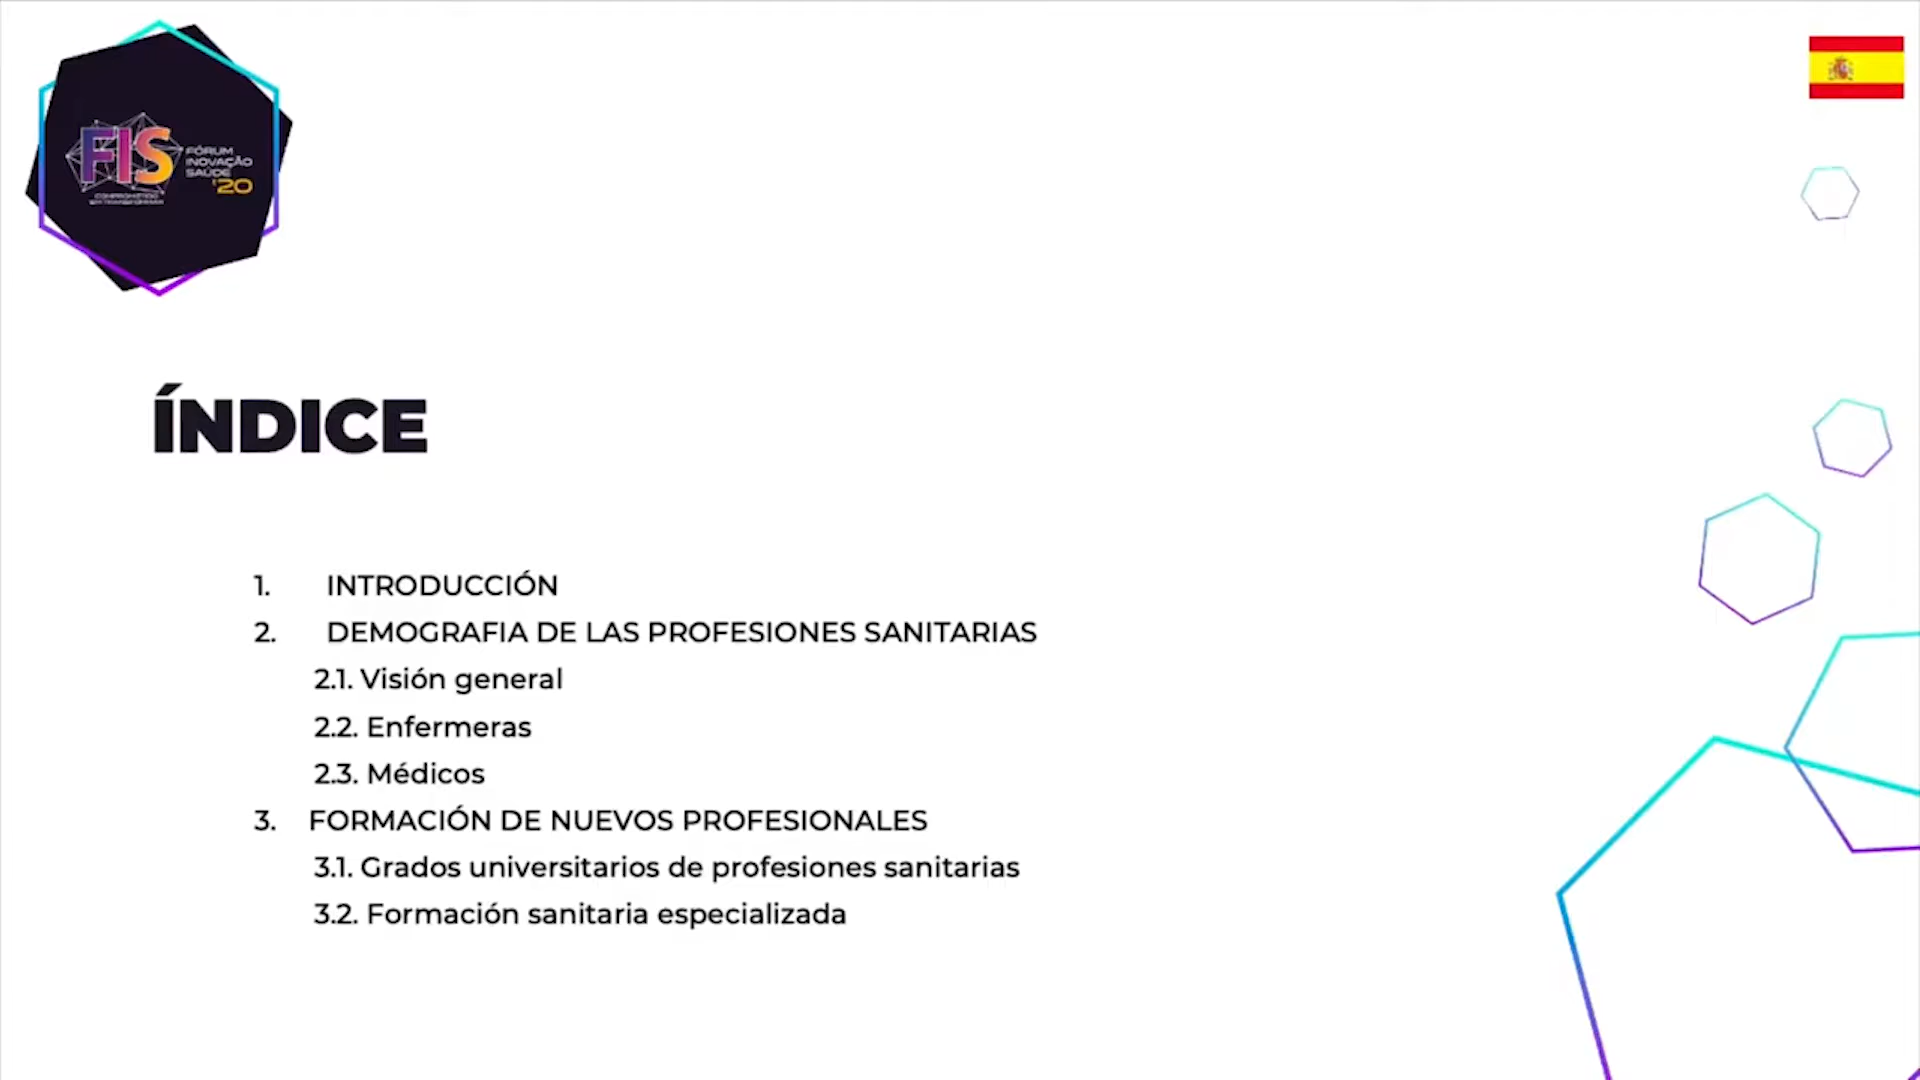 FIS
FÓRUM
INOVAÇÃO
SAÚDE
'20
ÍNDICE
1. INTRODUCCIÓN
2. DEMOGRAFIA DE LAS PROFESIONES SANITARIAS
2.1. Visión general
2.2. Enfermeras
2.3. Médicos
3. FORMACIÓN DE NUEVOS PROFESIONALES
3.1. Grados universitarios de profesiones sanitarias
3.2. Formación sanitaria especializada